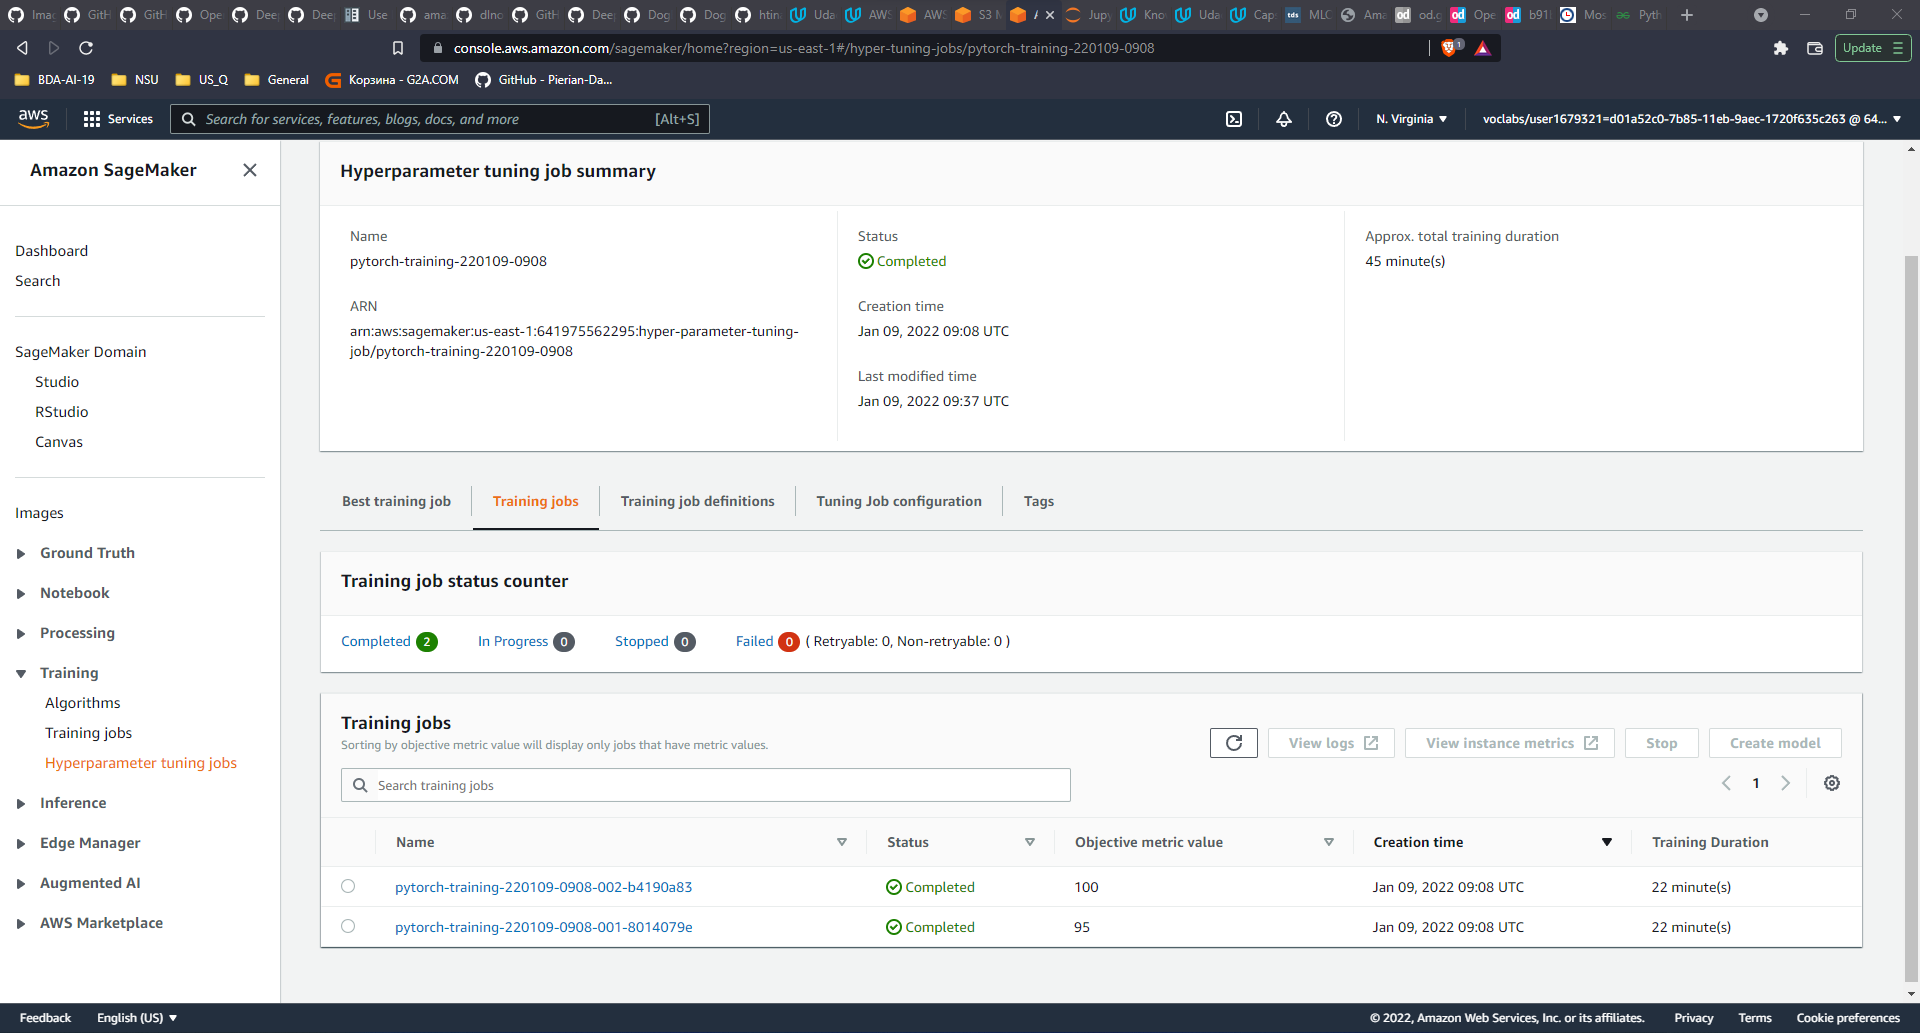 Imag
GitH
GitH
Ope
Deep
Deep
Use
ama
dlno
GitH
Deep
Dog
Dog
htina
Uda
AWS
AWS
S3 M
A
Jupy
Kno
Uda
Cap
tds
MLO
Ama
od
od.g
od
Ope
od
b91
Mos
Pyth
console.aws.amazon.com/sagemaker/home?region=us-east-1#/hyper-tuning-jobs/pytorch-training-220109-0908
1
Update
BDA-AI-19
NSU
US_Q
General
Корзина - G2A.COM
GitHub - Pierian-Da...
aws
Services
Search for services, features, blogs, docs, and more
[Alt+S]
N. Virginia
voclabs/user1679321=d01a52c0-7b85-11eb-9aec-1720f635c263 @ 64...
Amazon SageMaker
Dashboard
Search
SageMaker Domain
Studio
RStudio
Canvas
Images
Ground Truth
Notebook
Processing
Training
Algorithms
Training jobs
Hyperparameter tuning jobs
Inference
Edge Manager
Augmented AI
AWS Marketplace
Hyperparameter tuning job summary
Name
pytorch-training-220109-0908
ARN
arn:aws:sagemaker:us-east-1:641975562295:hyper-parameter-tuning-
job/pytorch-training-220109-0908
Status
Completed
Creation time
Jan 09, 2022 09:08 UTC
Last modified time
Jan 09, 2022 09:37 UTC
Approx. total training duration
45 minute(s)
Best training job
Training jobs
Training job definitions
Tuning Job configuration
Tags
Training job status counter
Completed 2
In Progress 0
Stopped 0
Failed 0 ( Retryable: 0, Non-retryable: 0 )
Training jobs
Sorting by objective metric value will display only jobs that have metric values.
View logs
View instance metrics
Stop
Create model
Search training jobs
1
Name
Status
Objective metric value
Creation time
Training Duration
pytorch-training-220109-0908-002-b4190a83
Completed
100
Jan 09, 2022 09:08 UTC
22 minute(s)
pytorch-training-220109-0908-001-8014079e
Completed
95
Jan 09, 2022 09:08 UTC
22 minute(s)
Feedback
English (US)
© 2022, Amazon Web Services, Inc. or its affiliates.
Privacy
Terms
Cookie preferences